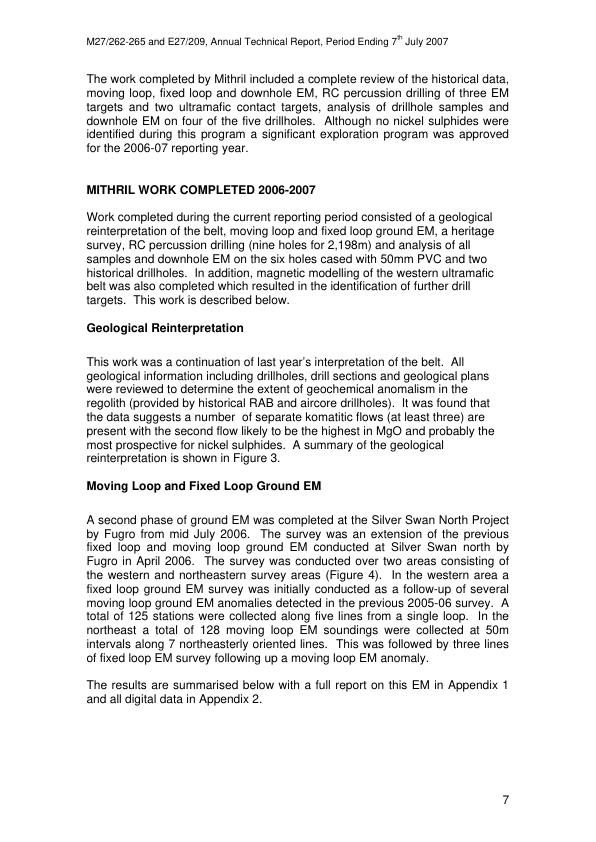 M27/262-265 and E27/209, Annual Technical Report, Period Ending 7th July 2007
The work completed by Mithril included a complete review of the historical data,
moving loop, fixed loop and downhole EM, RC percussion drilling of three EM
targets and two ultramafic contact targets, analysis of drillhole samples and
downhole EM on four of the five drillholes.  Although no nickel sulphides were
identified during this program a significant exploration program was approved
for the 2006-07 reporting year.
MITHRIL WORK COMPLETED 2006-2007
Work completed during the current reporting period consisted of a geological
reinterpretation of the belt, moving loop and fixed loop ground EM, a heritage
survey, RC percussion drilling (nine holes for 2,198m) and analysis of all
samples and downhole EM on the six holes cased with 50mm PVC and two
historical drillholes.  In addition, magnetic modelling of the western ultramafic
belt was also completed which resulted in the identification of further drill
targets.  This work is described below.
Geological Reinterpretation
This work was a continuation of last year's interpretation of the belt.  All
geological information including drillholes, drill sections and geological plans
were reviewed to determine the extent of geochemical anomalism in the
regolith (provided by historical RAB and aircore drillholes).  It was found that
the data suggests a number  of separate komatitic flows (at least three) are
present with the second flow likely to be the highest in MgO and probably the
most prospective for nickel sulphides.  A summary of the geological
reinterpretation is shown in Figure 3.
Moving Loop and Fixed Loop Ground EM
A second phase of ground EM was completed at the Silver Swan North Project
by Fugro from mid July 2006.  The survey was an extension of the previous
fixed loop and moving loop ground EM conducted at Silver Swan north by
Fugro in April 2006.  The survey was conducted over two areas consisting of
the western and northeastern survey areas (Figure 4).  In the western area a
fixed loop ground EM survey was initially conducted as a follow-up of several
moving loop ground EM anomalies detected in the previous 2005-06 survey.  A
total of 125 stations were collected along five lines from a single loop.  In the
northeast a total of 128 moving loop EM soundings were collected at 50m
intervals along 7 northeasterly oriented lines.  This was followed by three lines
of fixed loop EM survey following up a moving loop EM anomaly.
The results are summarised below with a full report on this EM in Appendix 1
and all digital data in Appendix 2.
7